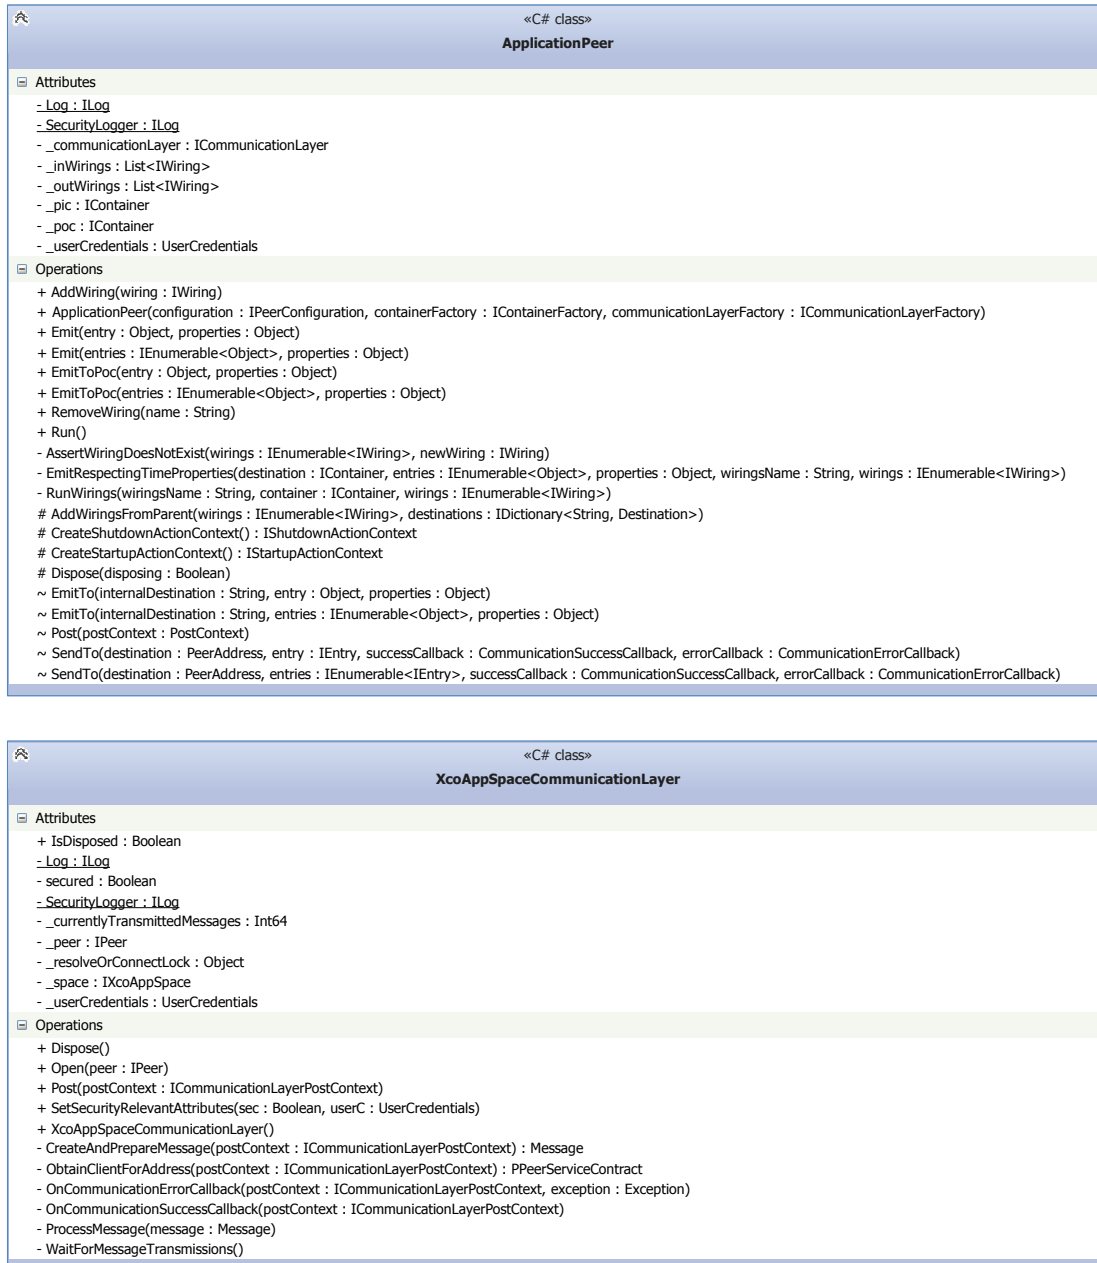 «C# class»
ApplicationPeer
Attributes
- Log : ILog
- SecurityLogger : ILog
- _communicationLayer : ICommunicationLayer
- _inWirings : List<IWiring>
- _outWirings : List<IWiring>
- _pic : IContainer
- _poc : IContainer
- _userCredentials : UserCredentials
Operations
+ AddWiring(wiring : IWiring)
+ ApplicationPeer(configuration : IPeerConfiguration, containerFactory : IContainerFactory, communicationLayerFactory : ICommunicationLayerFactory)
+ Emit(entry : Object, properties : Object)
+ Emit(entries : IEnumerable<Object>, properties : Object)
+ EmitToPoc(entry : Object, properties : Object)
+ EmitToPoc(entries : IEnumerable<Object>, properties : Object)
+ RemoveWiring(name : String)
+ Run()
- AssertWiringDoesNotExist(wirings : IEnumerable<IWiring>, newWiring : IWiring)
- EmitRespectingTimeProperties(destination : IContainer, entries : IEnumerable<Object>, properties : Object, wiringsName : String, wirings : IEnumerable<IWiring>)
- RunWirings(wiringsName : String, container : IContainer, wirings : IEnumerable<IWiring>)
# AddWiringsFromParent(wirings : IEnumerable<IWiring>, destinations : IDictionary<String, Destination>)
# CreateShutdownActionContext() : IShutdownActionContext
# CreateStartupActionContext() : IStartupActionContext
# Dispose(disposing : Boolean)
~ EmitTo(internalDestination : String, entry : Object, properties : Object)
~ EmitTo(internalDestination : String, entries : IEnumerable<Object>, properties : Object)
~ Post(postContext : PostContext)
~ SendTo(destination : PeerAddress, entry : IEntry, successCallback : CommunicationSuccessCallback, errorCallback : CommunicationErrorCallback)
~ SendTo(destination : PeerAddress, entries : IEnumerable<IEntry>, successCallback : CommunicationSuccessCallback, errorCallback : CommunicationErrorCallback)
«C# class»
XcoAppSpaceCommunicationLayer
Attributes
+ IsDisposed : Boolean
- Log : ILog
- secured : Boolean
- SecurityLogger : ILog
- _currentlyTransmittedMessages : Int64
- _peer : IPeer
- _resolveOrConnectLock : Object
- _space : IXcoAppSpace
- _userCredentials : UserCredentials
Operations
+ Dispose()
+ Open(peer : IPeer)
+ Post(postContext : ICommunicationLayerPostContext)
+ SetSecurityRelevantAttributes(sec : Boolean, userC : UserCredentials)
+ XcoAppSpaceCommunicationLayer()
- CreateAndPrepareMessage(postContext : ICommunicationLayerPostContext) : Message
- ObtainClientForAddress(postContext : ICommunicationLayerPostContext) : PPeerServiceContract
- OnCommunicationErrorCallback(postContext : ICommunicationLayerPostContext, exception : Exception)
- OnCommunicationSuccessCallback(postContext : ICommunicationLayerPostContext)
- ProcessMessage(message : Message)
- WaitForMessageTransmissions()